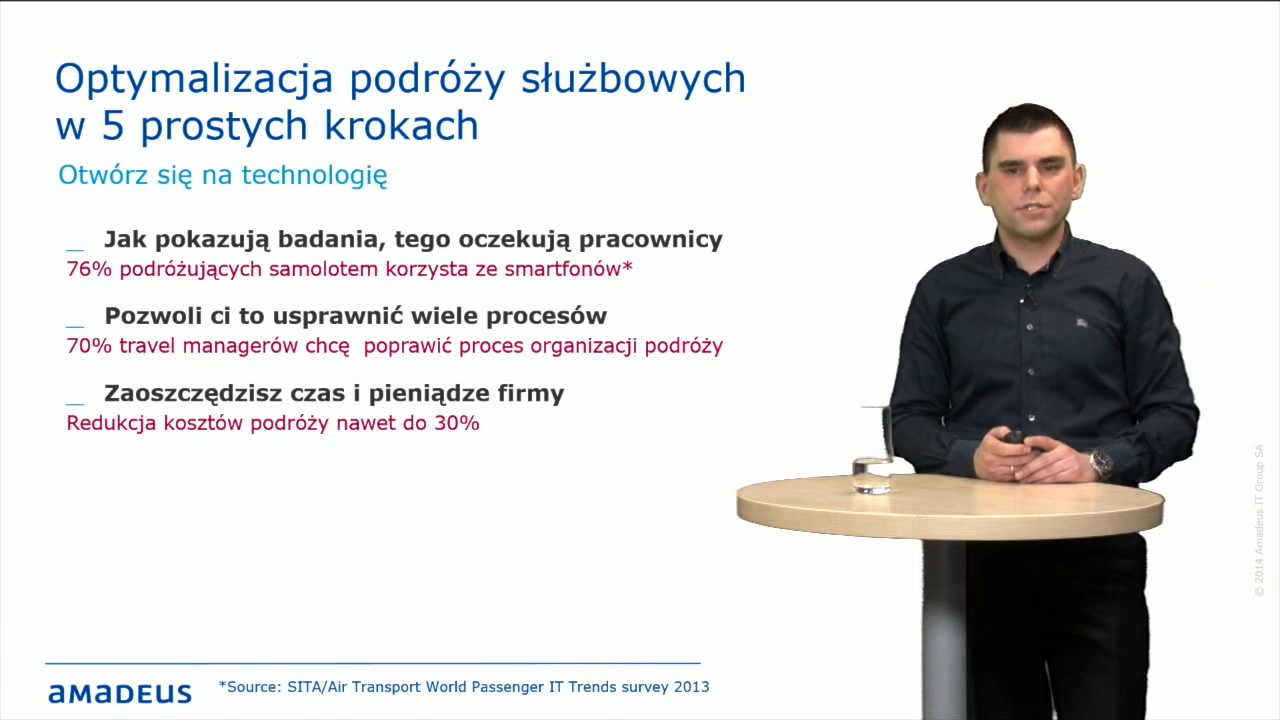 Optymalizacja podróży służbowych
w 5 prostych krokach
Otwórz się na technologię
_ Jak pokazują badania, tego oczekują pracownicy
76% podróżujących samolotem korzysta ze smartfonów*
_ Pozwoli ci to usprawnić wiele procesów
70% travel managerów chcę poprawić proces organizacji podróży
_ Zaoszczędzisz czas i pieniądze firmy
Redukcja kosztów podróży nawet do 30%
© 2014 Amadeus IT Group SA
amadeus
*Source: SITA/Air Transport World Passenger IT Trends survey 2013